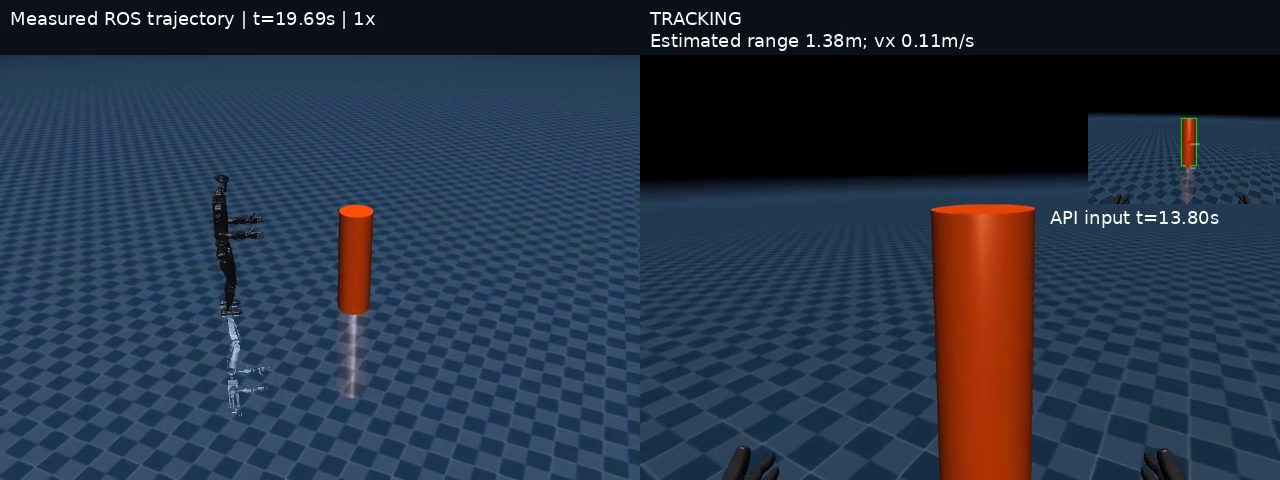 Measured ROS trajectory | t=19.69s | 1x
TRACKING
Estimated range 1.38m; vx 0.11m/s
API input t=13.80s